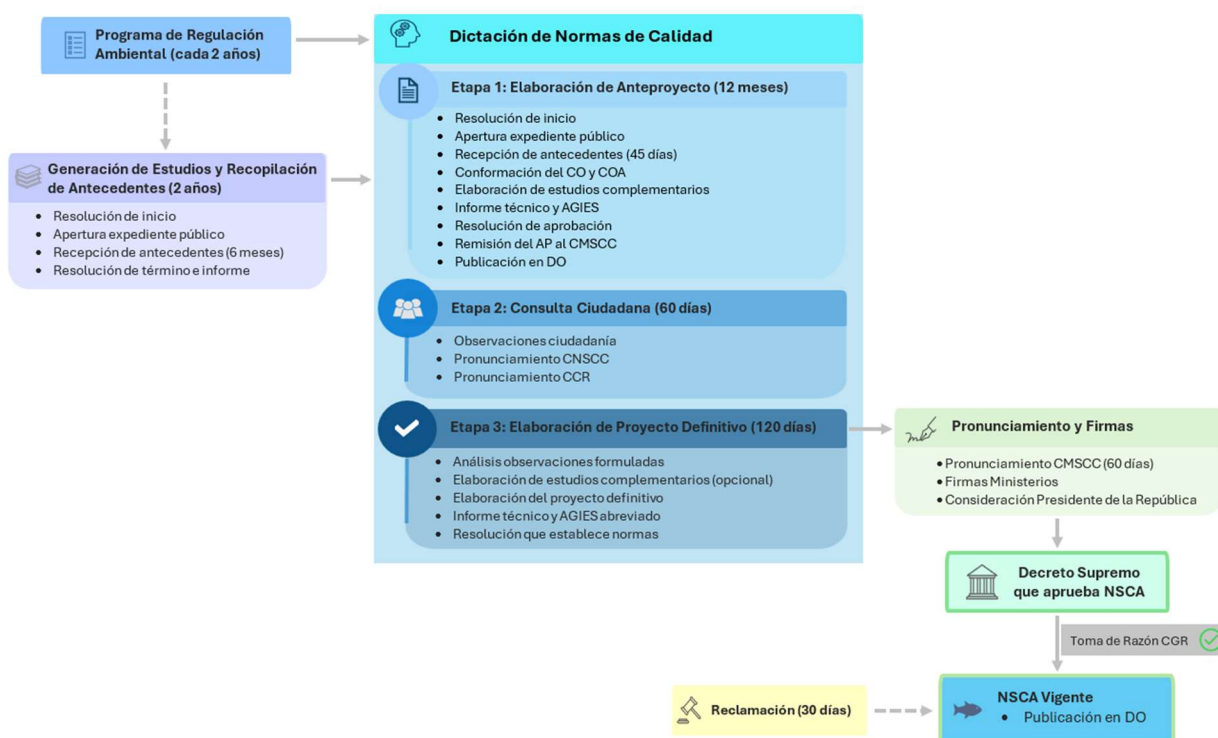 Programa de Regulación
Ambiental (cada 2 años)
Generación de Estudios y Recopilación
de Antecedentes (2 años)
• Resolución de inicio
• Apertura expediente público
• Recepción de antecedentes (6 meses)
• Resolución de término e informe
Dictación de Normas de Calidad
Etapa 1: Elaboración de Anteproyecto (12 meses)
• Resolución de inicio
• Apertura expediente público
• Recepción de antecedentes (45 días)
• Conformación del CO y COA
• Elaboración de estudios complementarios
• Informe técnico y AGIES
• Resolución de aprobación
• Remisión del AP al CMSCC
• Publicación en DO
Etapa 2: Consulta Ciudadana (60 días)
• Observaciones ciudadanía
• Pronunciamiento CNSCC
• Pronunciamiento CCR
Etapa 3: Elaboración de Proyecto Definitivo (120 días)
• Análisis observaciones formuladas
• Elaboración de estudios complementarios (opcional)
• Elaboración del proyecto definitivo
• Informe técnico y AGIES abreviado
• Resolución que establece normas
Pronunciamiento y Firmas
• Pronunciamiento CMSCC (60 días)
• Firmas Ministerios
• Consideración Presidente de la República
Decreto Supremo
que aprueba NSCA
Toma de Razón CGR
Reclamación (30 días)
NSCA Vigente
• Publicación en DO